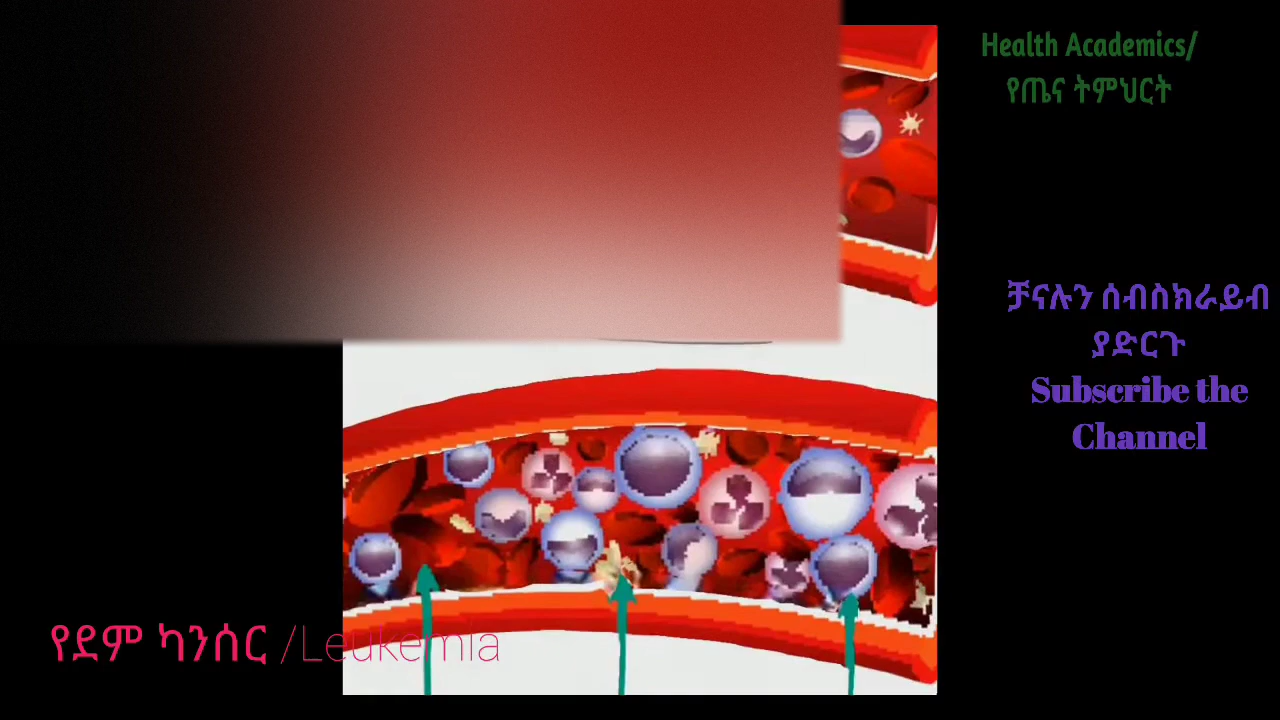 Health Academics/
የጤና ትምህርት
ቻናሉን ሰብስክራይብ
ያድርጉ
Subscribe the
Channel
የደም ካንሰር /Leukemia